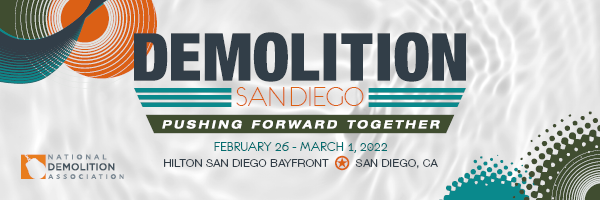 DEMOLITION
SAN DIEGO
PUSHING FORWARD TOGETHER
FEBRUARY 26 - MARCH 1, 2022
HILTON SAN DIEGO BAYFRONT SAN DIEGO, CA
NATIONAL
DEMOLITION
ASSOCIATION